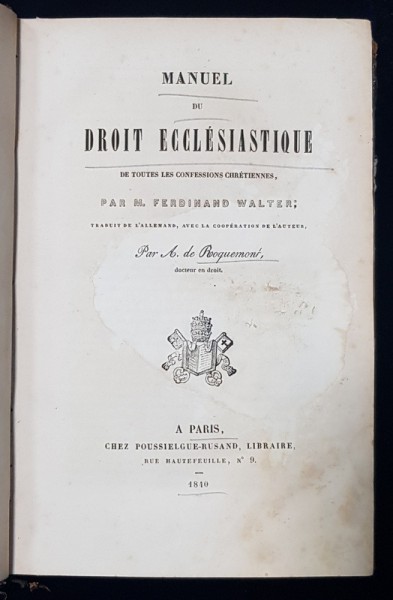 MANUEL
DU
DROIT ECCLÉSIASTIQUE
DE TOUTES LES CONFESSIONS CHRÉTIENNES,
PAR M. FERDINAND WALTER;
TRADUIT DE L'ALLEMAND, AVEC LA COOPÉRATION DE L'AUTEUR,
Par A. de Roquemont,
docteur en droit.
A PARIS,
CHEZ POUSSIELGUE-RUSAND, LIBRAIRE,
RUE HAUTEFEUILLE, Nº 9.
1840